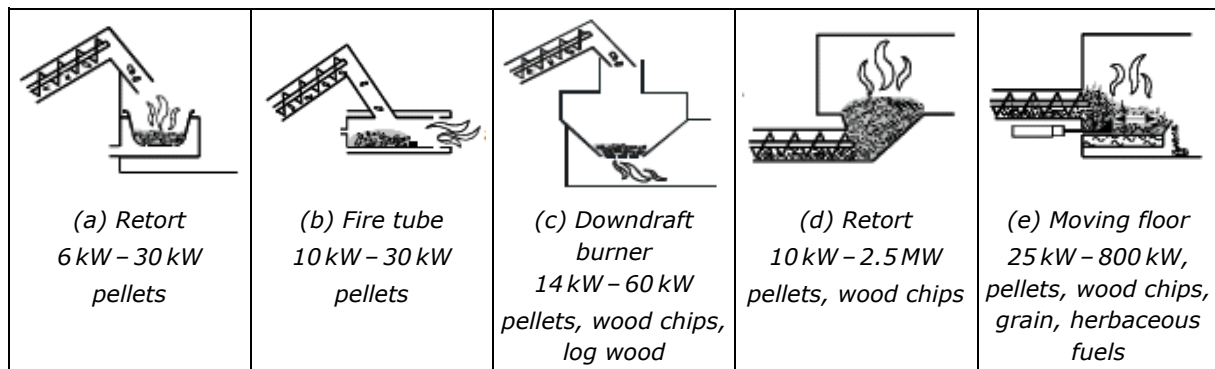 (a) Retort
6 kW – 30 kW
pellets
(b) Fire tube
10 kW – 30 kW
pellets
(c) Downdraft
burner
14 kW – 60 kW
pellets, wood chips,
log wood
(d) Retort
10 kW – 2.5 MW
pellets, wood chips
(e) Moving floor
25 kW – 800 kW,
pellets, wood chips,
grain, herbaceous
fuels